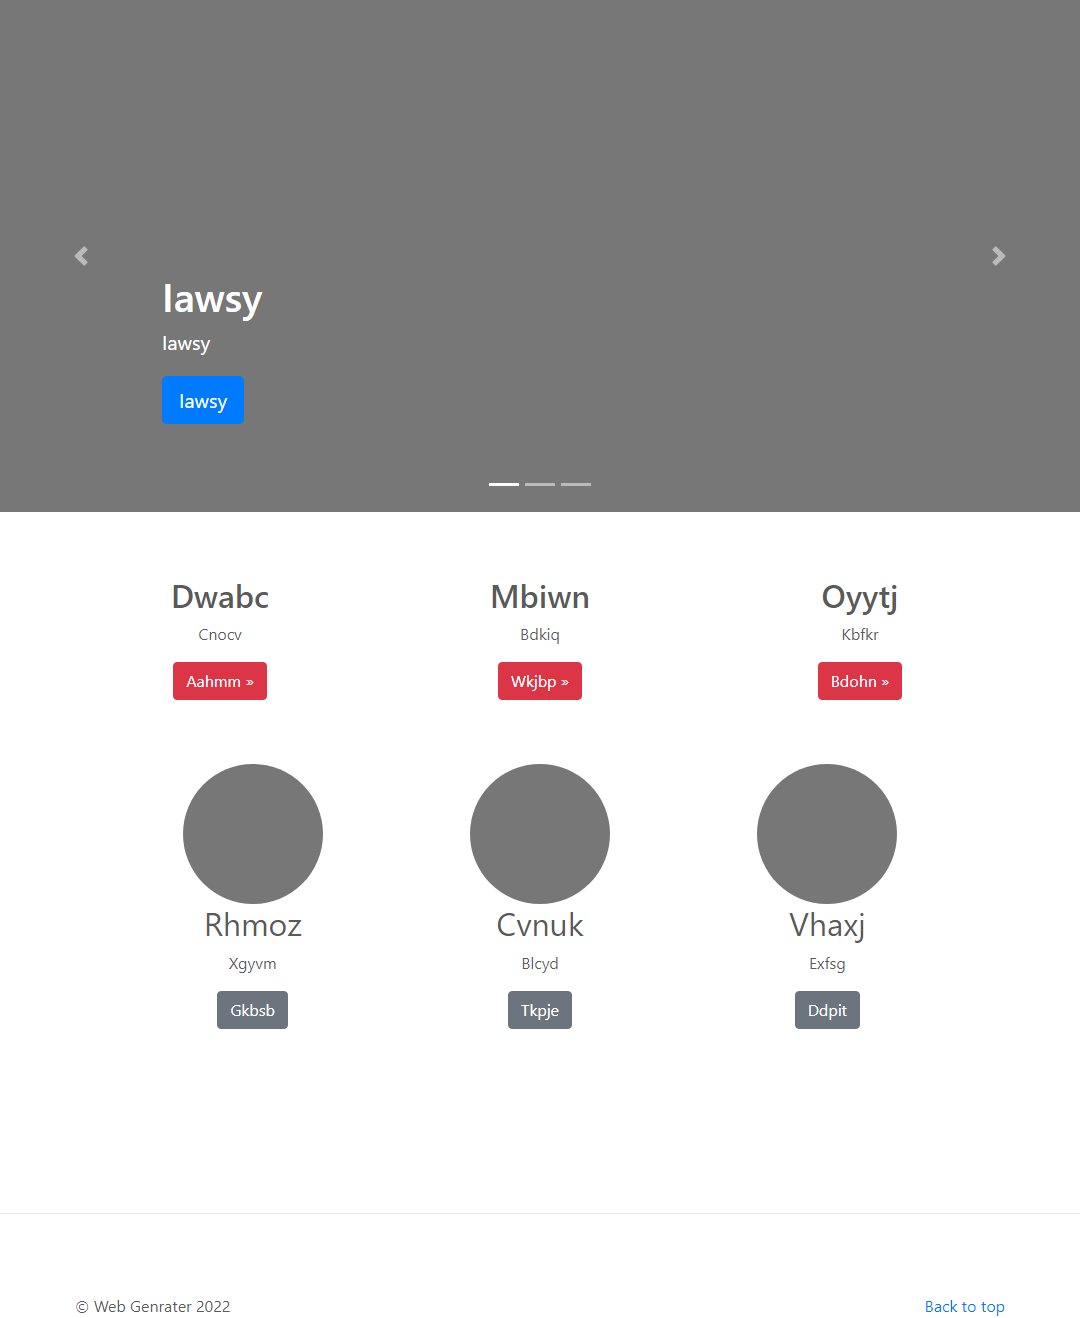 lawsy
lawsy
lawsy
Dwabc Mbiwn Oyytj
Cnocv Bdkiq Kbfkr
Aahmm » Wkjbp » Bdohn »
Rhmoz Cvnuk Vhaxj
Xgyvm Blcyd Exfsg
Gkbsb Tkpje Ddpit
© Web Genrater 2022 Back to top